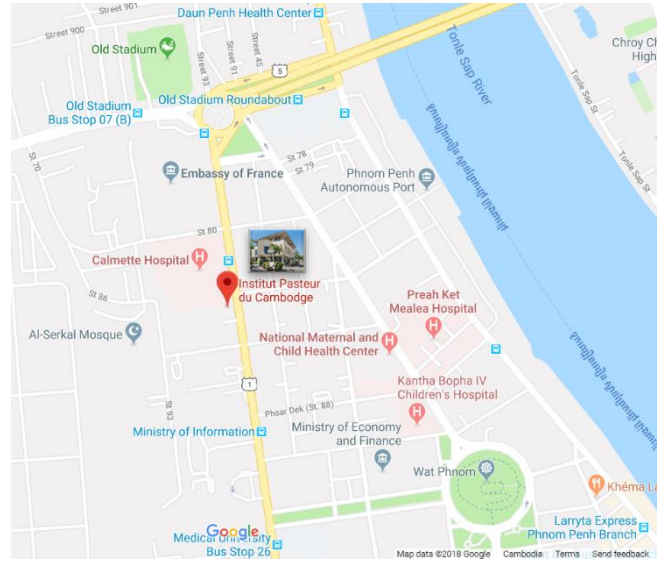 Daun Penh Health Center
Street 901
Street 900
Street 93
Street 91
Street 45
Old Stadium
5
Chroy Ch
High
Tonle Sap River
Tonle Sap St
Old Stadium
Bus Stop 07 (B)
Old Stadium Roundabout
St 70
St 78
St 79
Embassy of France
Phnom Penh
Autonomous Port
St 80
Calmette Hospital
Institut Pasteur
du Cambodge
St 86
Preah Ket
Mealea Hospital
Al-Serkal Mosque
National Maternal and
Child Health Center
1
Kantha Bopha IV
Children's Hospital
St 93
Phsar Dek (St. 88)
Ministry of Information
Ministry of Economy
and Finance
Wat Phnom
Khéma La
Google
Medical University
Bus Stop 26
Larryta Express
Phnom Penh Branch
Map data ©2018 Google
Cambodia
Terms
Send feedback